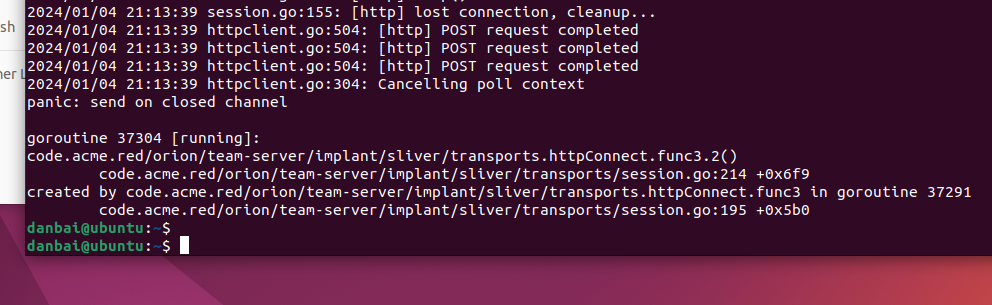 2024/01/04 21:13:39 session.go:155: [http] lost connection, cleanup...
sh
2024/01/04 21:13:39 httpclient.go:504: [http] POST request completed
2024/01/04 21:13:39 httpclient.go:504: [http] POST request completed
2024/01/04 21:13:39 httpclient.go:504: [http] POST request completed
ner L
2024/01/04 21:13:39 httpclient.go:304: Cancelling poll context
panic: send on closed channel
goroutine 37304 [running]:
code.acme.red/orion/team-server/implant/sliver/transports.httpConnect.func3.2()
code.acme.red/orion/team-server/implant/sliver/transports/session.go:214 +0x6f9
created by code.acme.red/orion/team-server/implant/sliver/transports.httpConnect.func3 in goroutine 37291
code.acme.red/orion/team-server/implant/sliver/transports/session.go:195 +0x5b0
danbai@ubuntu:~$
danbai@ubuntu:~$